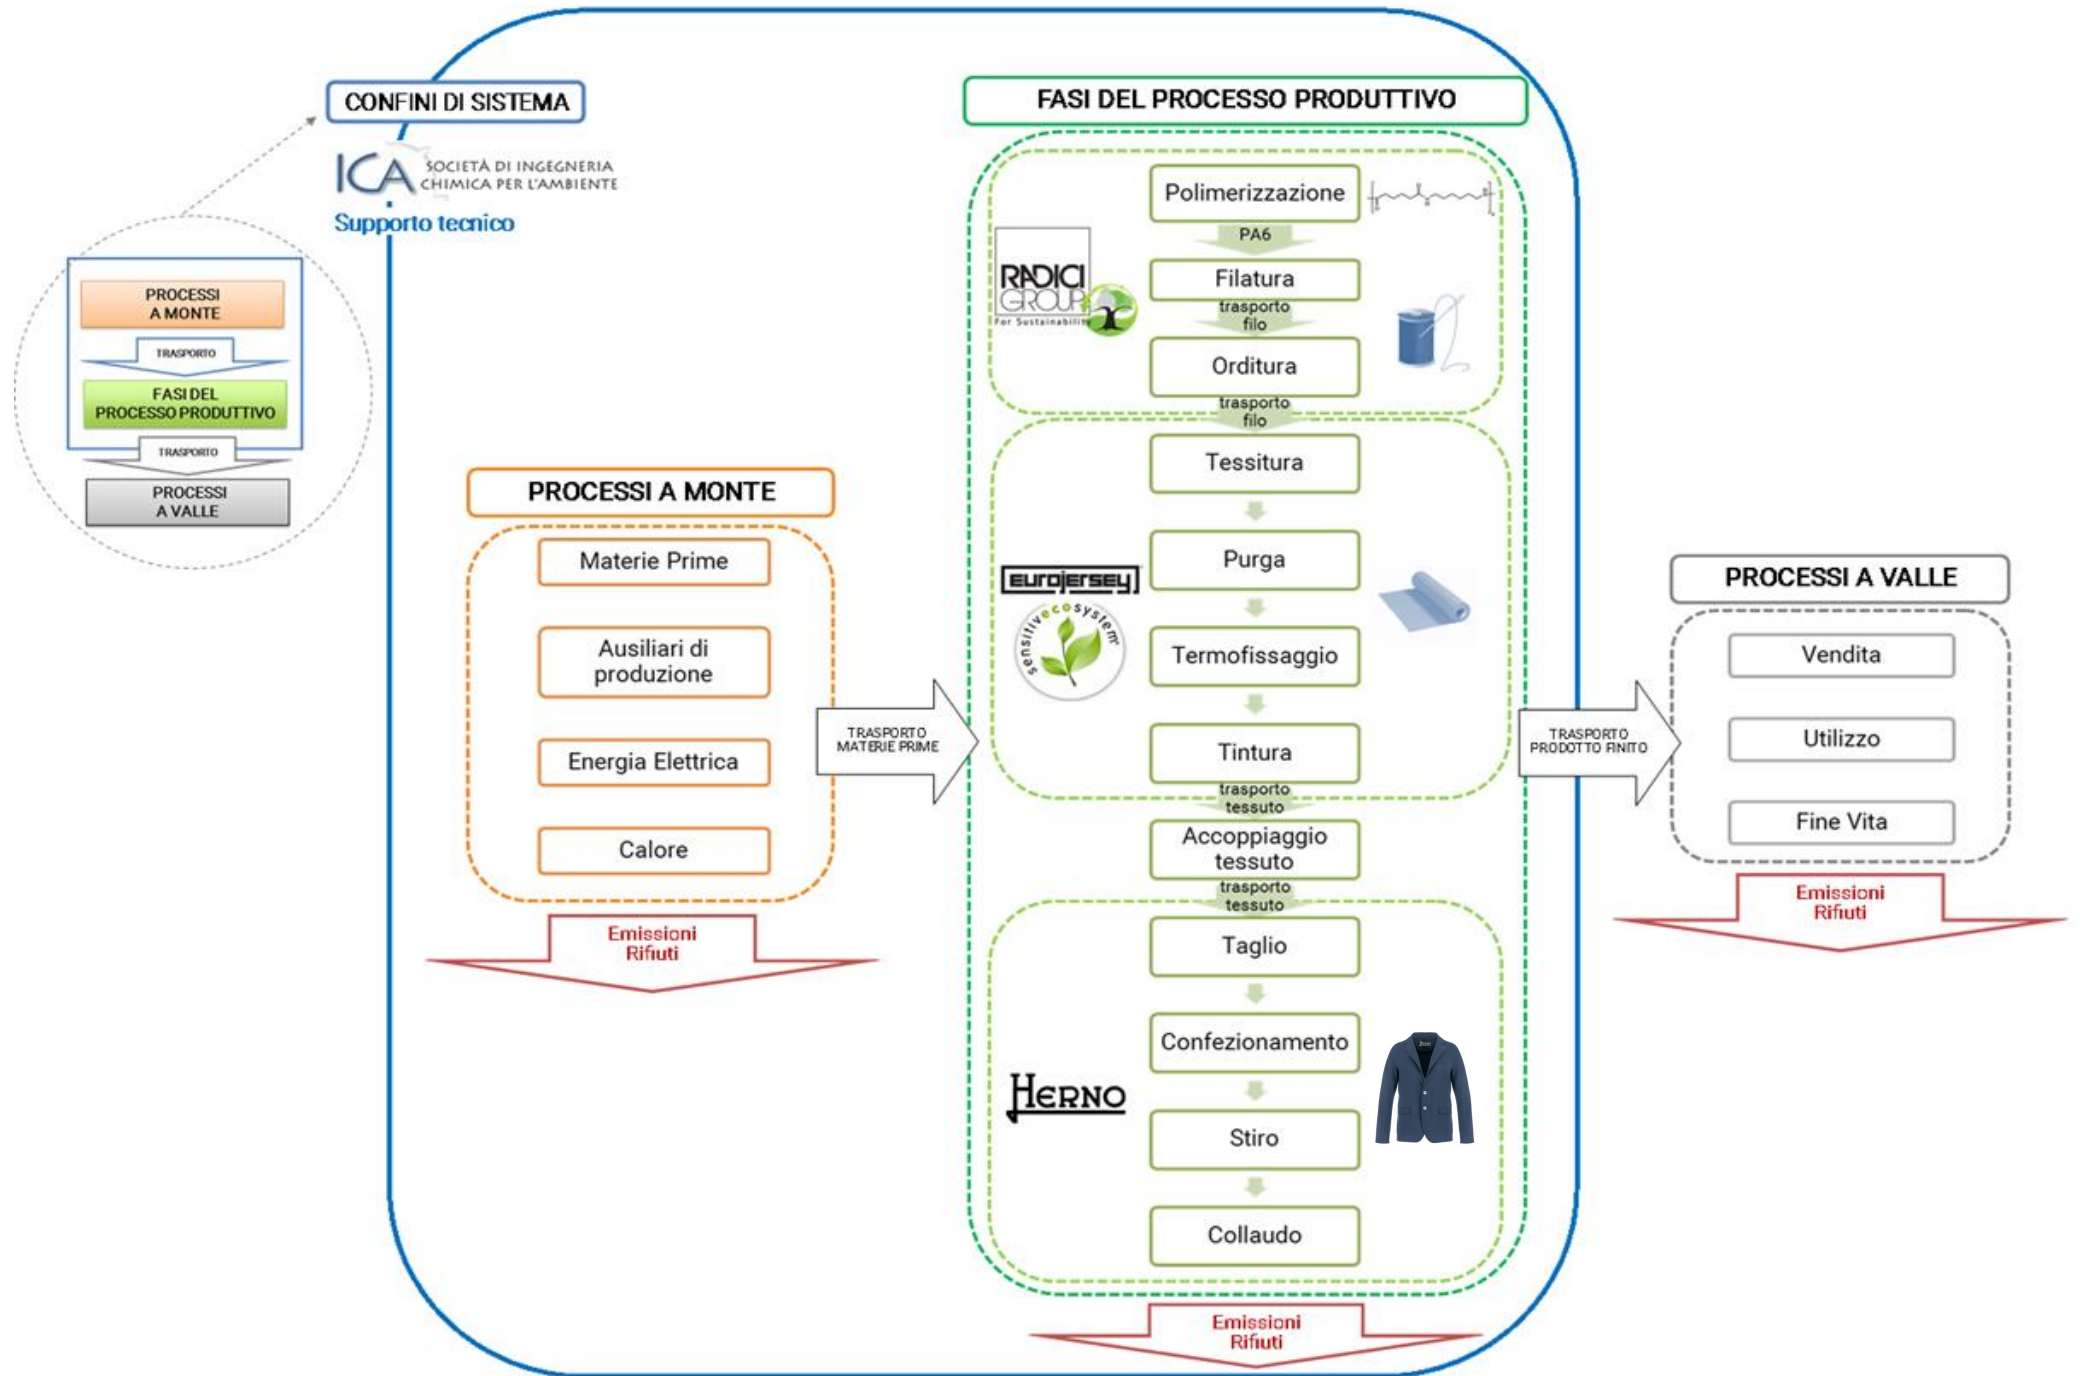 CONFINI DI SISTEMA
ICA SOCIETÀ DI INGEGNERIA
CHIMICA PER L'AMBIENTE
Supporto tecnico
PROCESSI
A MONTE
TRASPORTO
FASI DEL
PROCESSO PRODUTTIVO
TRASPORTO
PROCESSI
A VALLE
PROCESSI A MONTE
Materie Prime
Ausiliari di
produzione
Energia Elettrica
Calore
Emissioni
Rifiuti
TRASPORTO
MATERIE PRIME
FASI DEL PROCESSO PRODUTTIVO
RADICI
GROUP
For Sustainability
Polimerizzazione
PA6
Filatura
trasporto
filo
Orditura
trasporto
filo
eurojersey
sensitivecosystem
Tessitura
Purga
Termofissaggio
Tintura
trasporto
tessuto
Accoppiaggio
tessuto
trasporto
tessuto
HERNO
Taglio
Confezionamento
Stiro
Collaudo
Emissioni
Rifiuti
TRASPORTO
PRODOTTO FINITO
PROCESSI A VALLE
Vendita
Utilizzo
Fine Vita
Emissioni
Rifiuti